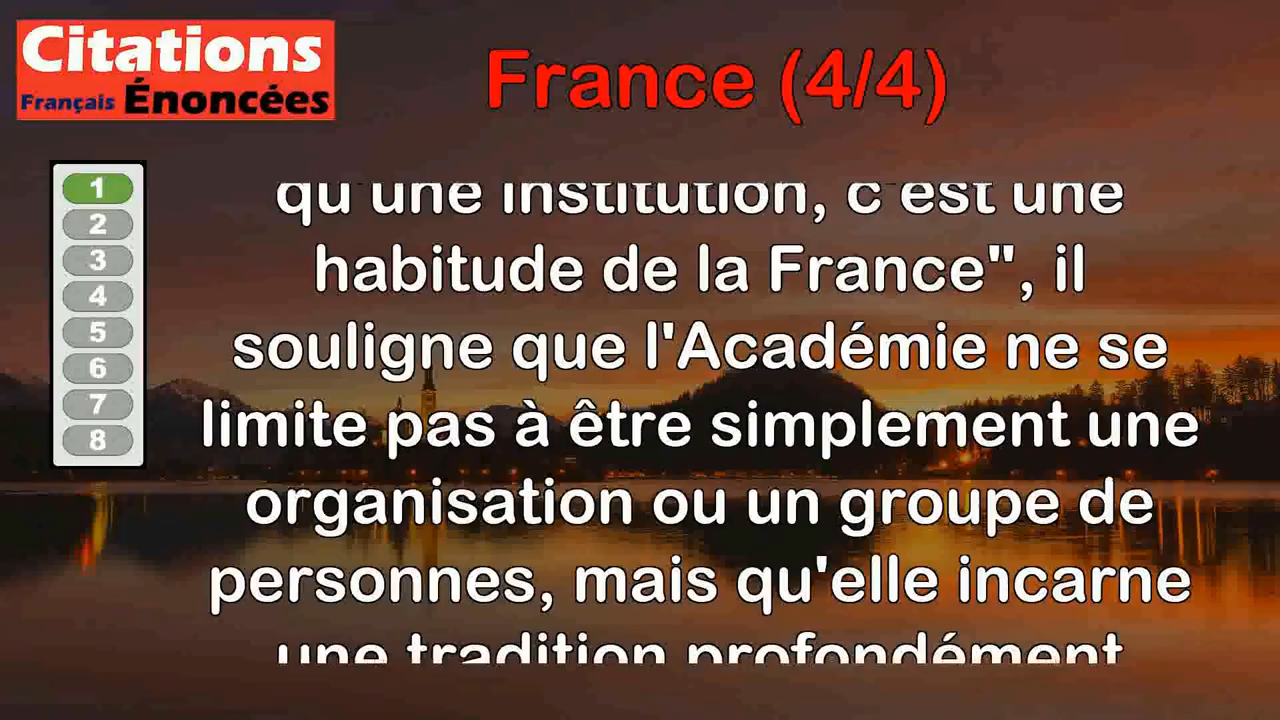 Citations
Français Énoncées
France (4/4)
1
2
3
4
5
6
7
8
qu'une institution, c'est une
habitude de la France", il
souligne que l'Académie ne se
limite pas à être simplement une
organisation ou un groupe de
personnes, mais qu'elle incarne
une tradition profondément